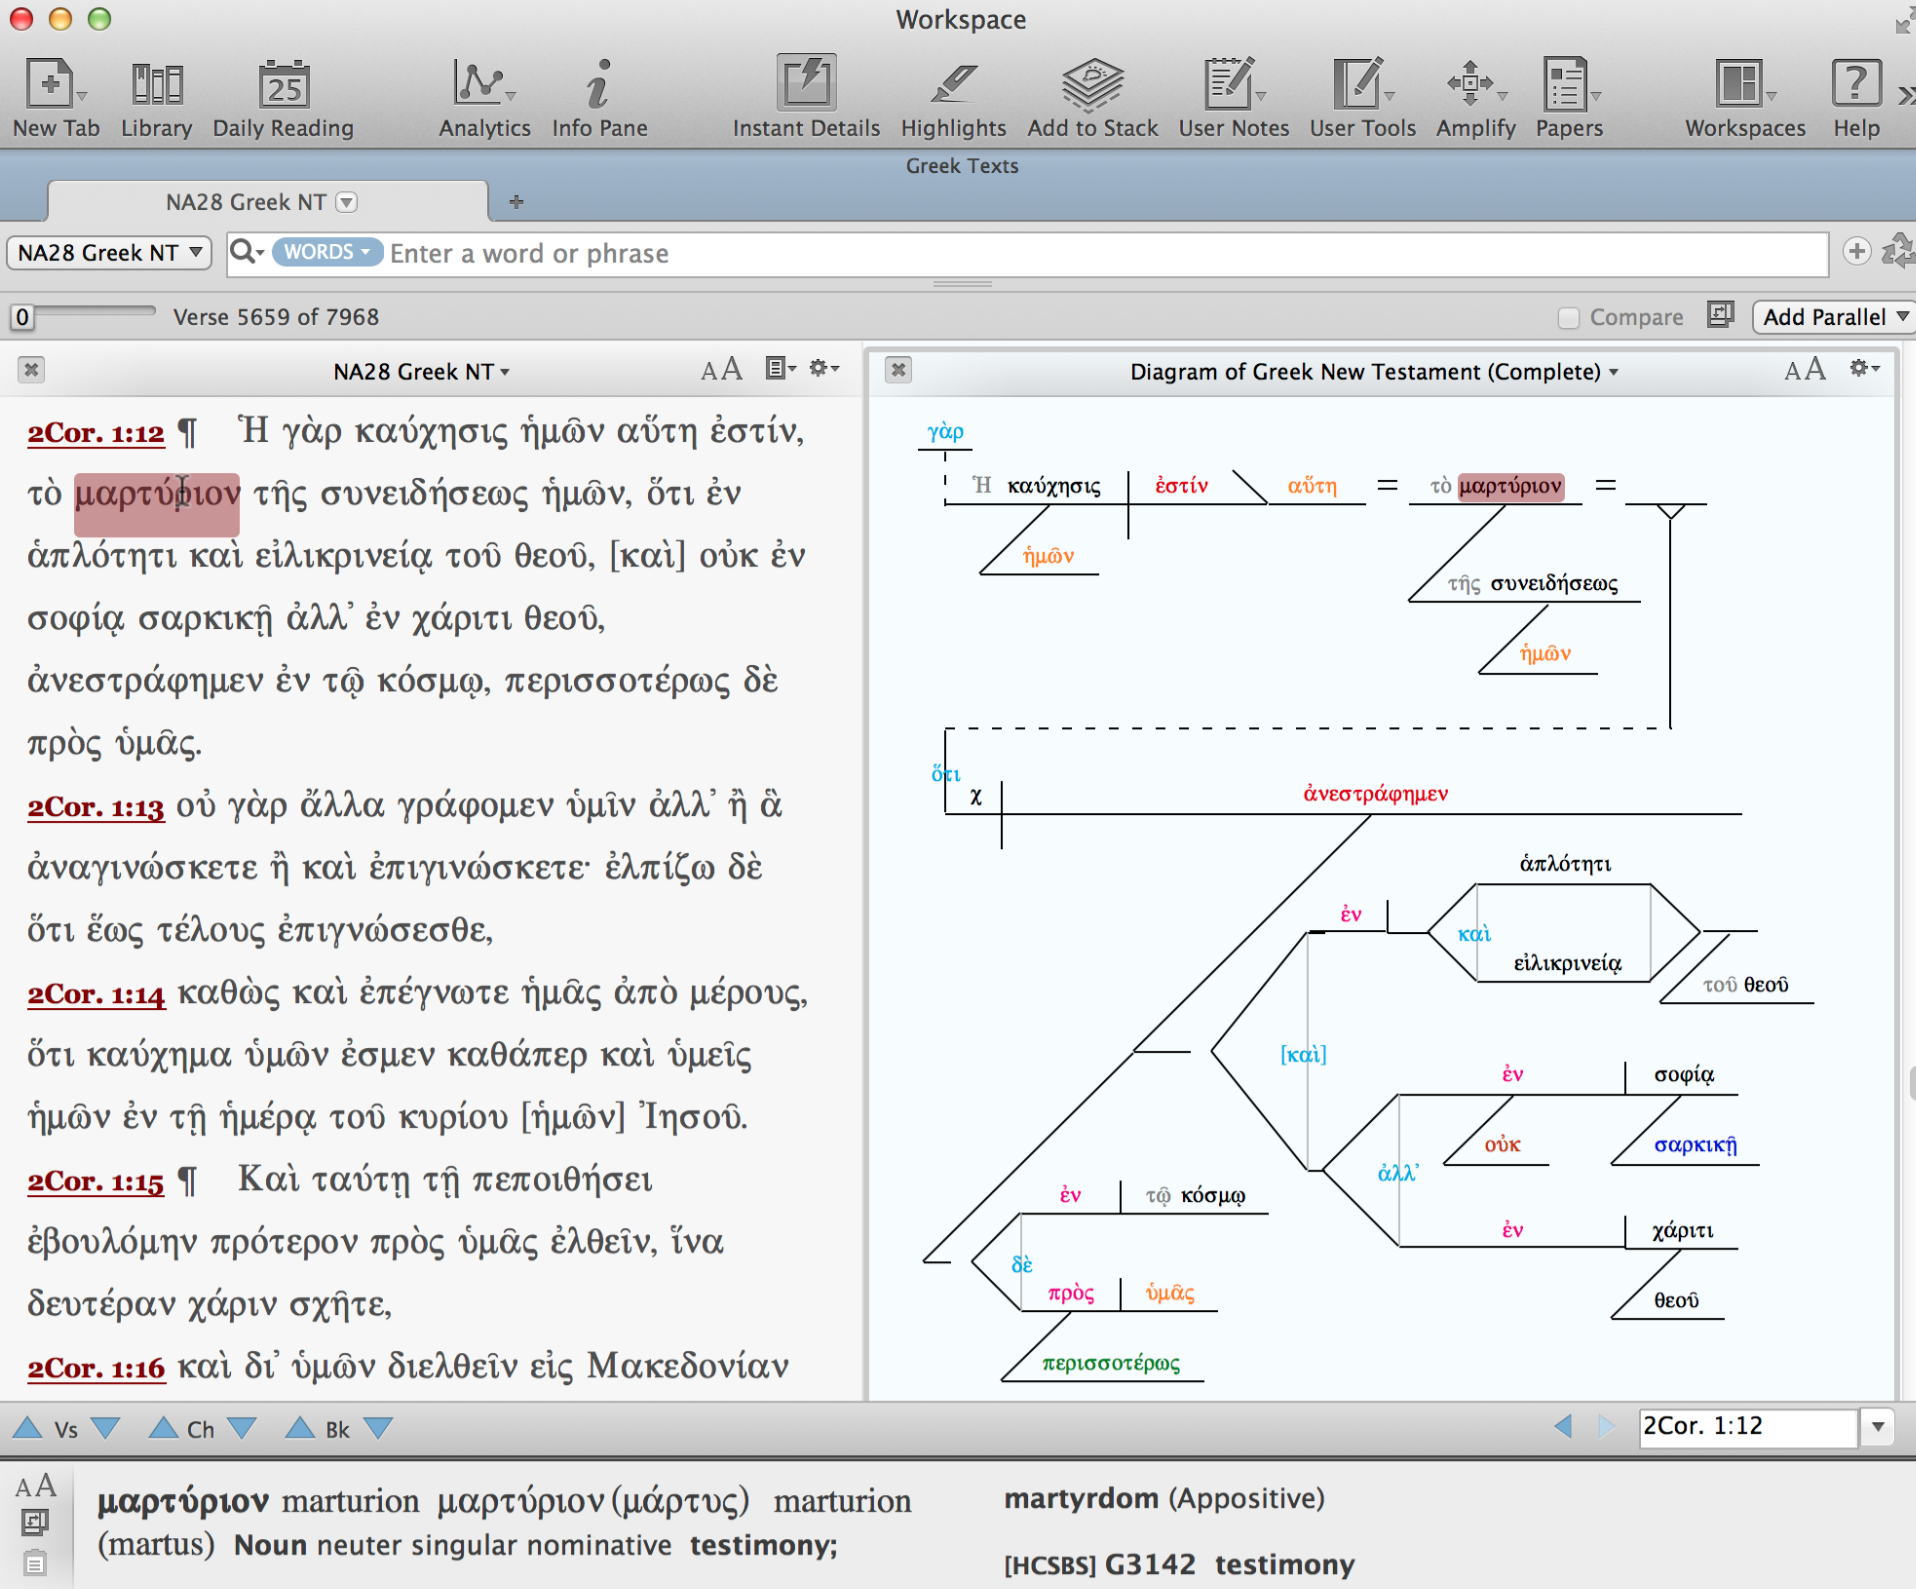 Workspace
New Tab Library Daily Reading Analytics Info Pane Instant Details Highlights Add to Stack User Notes User Tools Amplify Papers Workspaces Help
25
Greek Texts
NA28 Greek NT
NA28 Greek NT WORDS Enter a word or phrase
0 Verse 5659 of 7968 Compare Add Parallel
NA28 Greek NT AA
2Cor. 1:12 ¶ Ἡ γὰρ καύχησις ἡμῶν αὕτη ἐστίν,
τὸ μαρτύριον τῆς συνειδήσεως ἡμῶν, ὅτι ἐν
ἁπλότητι καὶ εἰλικρινείᾳ τοῦ θεοῦ, [καὶ] οὐκ ἐν
σοφίᾳ σαρκικῇ ἀλλ’ ἐν χάριτι θεοῦ,
ἀνεστράφημεν ἐν τῷ κόσμῳ, περισσοτέρως δὲ
πρὸς ὑμᾶς.
2Cor. 1:13 οὐ γὰρ ἄλλα γράφομεν ὑμῖν ἀλλ’ ἢ ἃ
ἀναγινώσκετε ἢ καὶ ἐπιγινώσκετε· ἐλπίζω δὲ
ὅτι ἕως τέλους ἐπιγνώσεσθε,
2Cor. 1:14 καθὼς καὶ ἐπέγνωτε ἡμᾶς ἀπὸ μέρους,
ὅτι καύχημα ὑμῶν ἐσμεν καθάπερ καὶ ὑμεῖς
ἡμῶν ἐν τῇ ἡμέρᾳ τοῦ κυρίου [ἡμῶν] Ἰησοῦ.
2Cor. 1:15 ¶ Καὶ ταύτῃ τῇ πεποιθήσει
ἐβουλόμην πρότερον πρὸς ὑμᾶς ἐλθεῖν, ἵνα
δευτέραν χάριν σχῆτε,
2Cor. 1:16 καὶ δι’ ὑμῶν διελθεῖν εἰς Μακεδονίαν
Diagram of Greek New Testament (Complete) AA
γὰρ
Ἡ καύχησις ἐστίν αὕτη = τὸ μαρτύριον =
ἡμῶν
τῆς συνειδήσεως
ἡμῶν
ὅτι
χ ἀνεστράφημεν
ἁπλότητι
ἐν
καὶ
εἰλικρινείᾳ
τοῦ θεοῦ
[καὶ]
ἐν σοφίᾳ
οὐκ σαρκικῇ
ἀλλ’
ἐν τῷ κόσμῳ
ἐν χάριτι
δὲ
πρὸς ὑμᾶς
θεοῦ
περισσοτέρως
Vs Ch Bk 2Cor. 1:12
AA
μαρτύριον marturion μαρτύριον (μάρτυς) marturion
(martus) Noun neuter singular nominative testimony;
martyrdom (Appositive)
[HCSBS] G3142 testimony